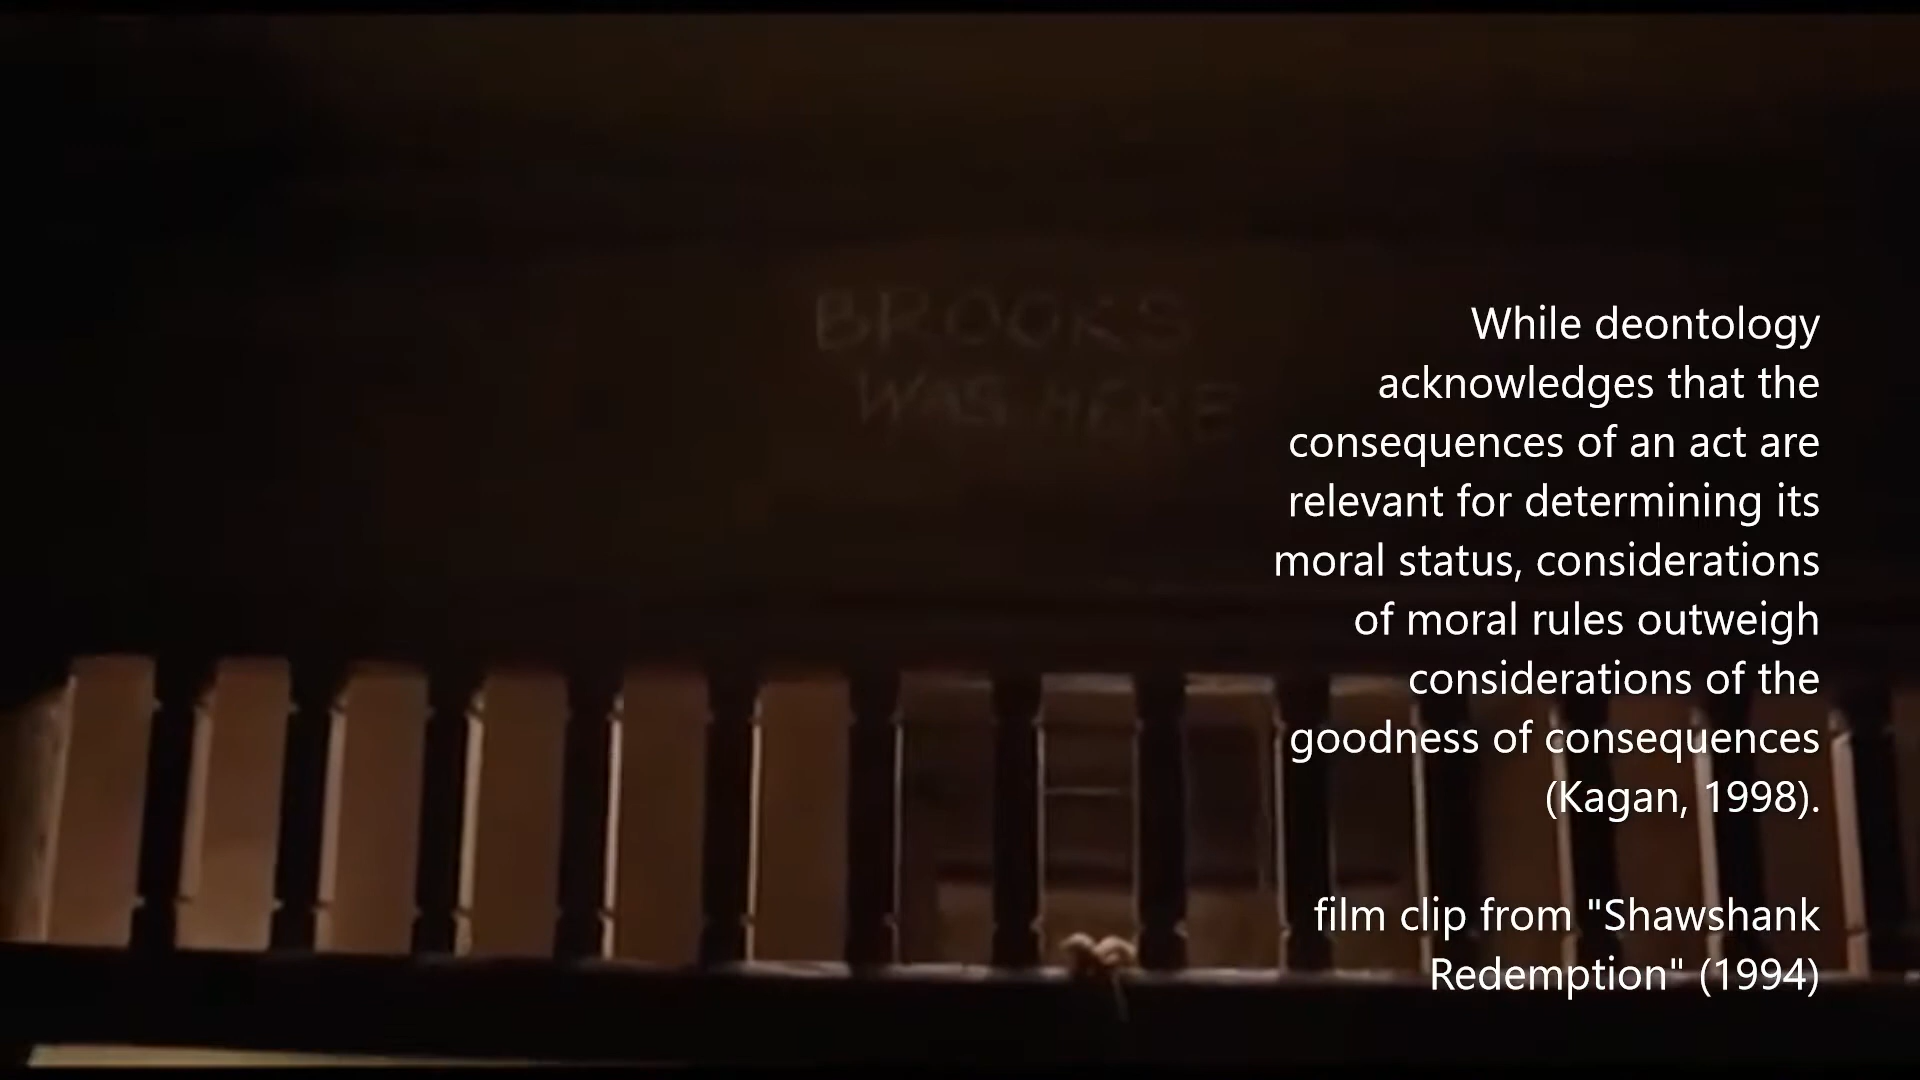 BROOKS
WAS HERE
While deontology
acknowledges that the
consequences of an act are
relevant for determining its
moral status, considerations
of moral rules outweigh
considerations of the
goodness of consequences
(Kagan, 1998).
film clip from "Shawshank
Redemption" (1994)